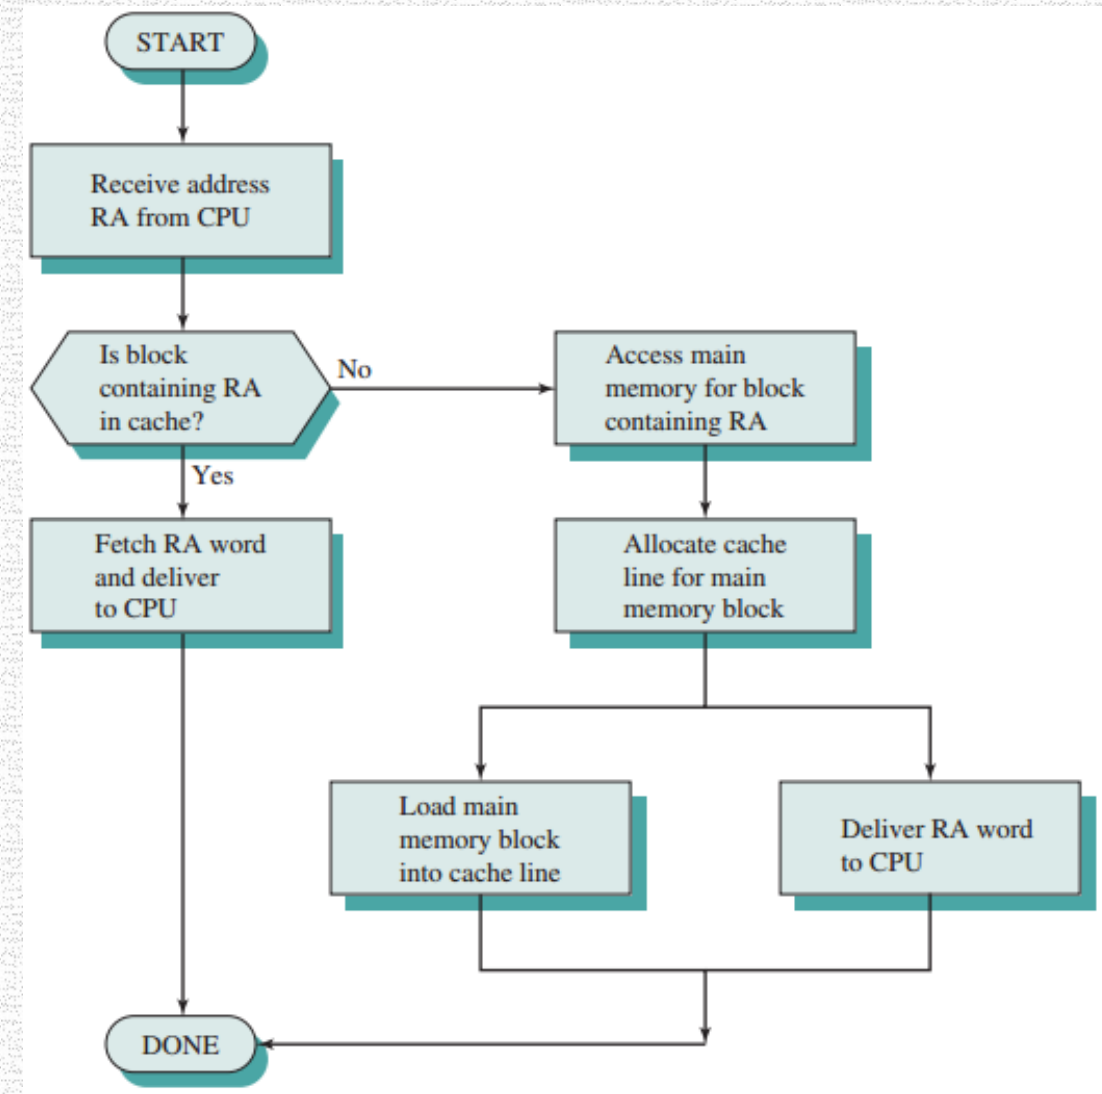 START
Receive address
RA from CPU
Is block
containing RA
in cache?
No
Access main
memory for block
containing RA
Yes
Fetch RA word
and deliver
to CPU
Allocate cache
line for main
memory block
Load main
memory block
into cache line
Deliver RA word
to CPU
DONE